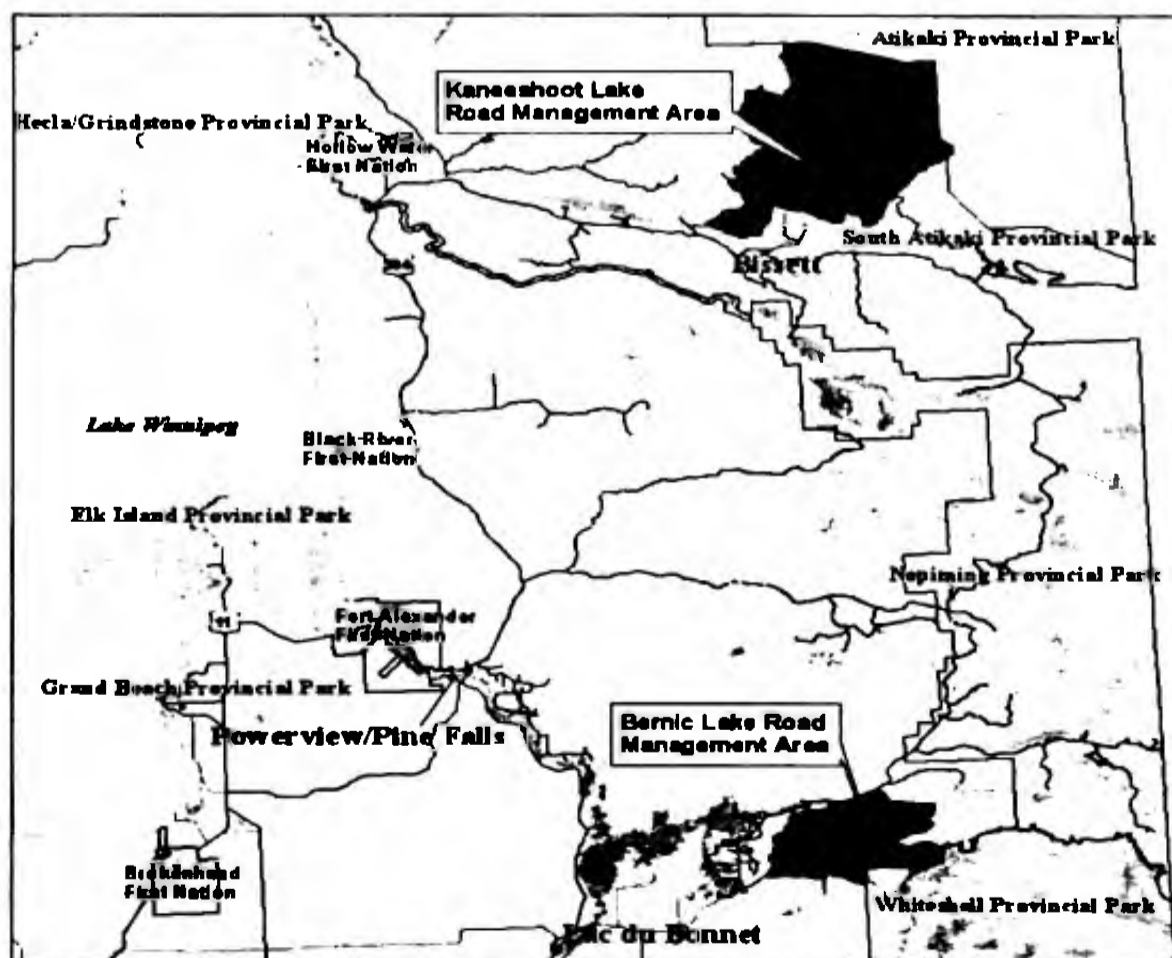 Atikaki Provincial Park
Kaneeshoot Lake
Road Management Area
Hecla/Grindstone Provincial Park
Hollow Water
First Nation
South Atikaki Provincial Park
Bissett
Lake Winnipeg
Black River
First Nation
Elk Island Provincial Park
Nopiming Provincial Park
Fort Alexander
First Nation
Grand Beach Provincial Park
Powerview/Pine Falls
Bernic Lake Road
Management Area
Brokenhead
First Nation
Whiteshell Provincial Park
Lac du Bonnet